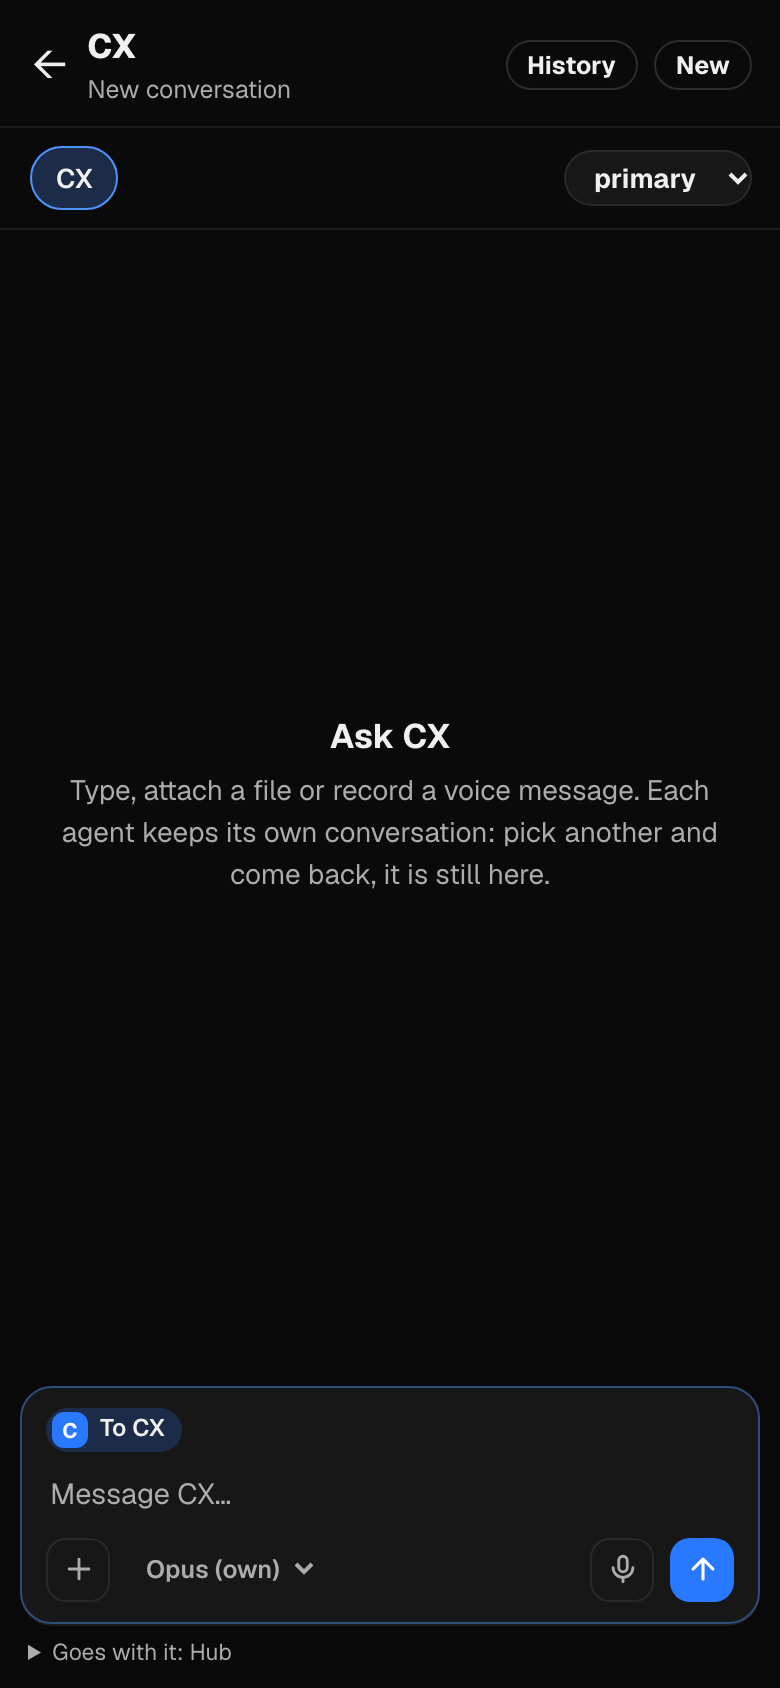 CX
New conversation
History
New
CX
primary
Ask CX
Type, attach a file or record a voice message. Each
agent keeps its own conversation: pick another and
come back, it is still here.
C
To CX
Message CX…
Opus (own)
Goes with it: Hub